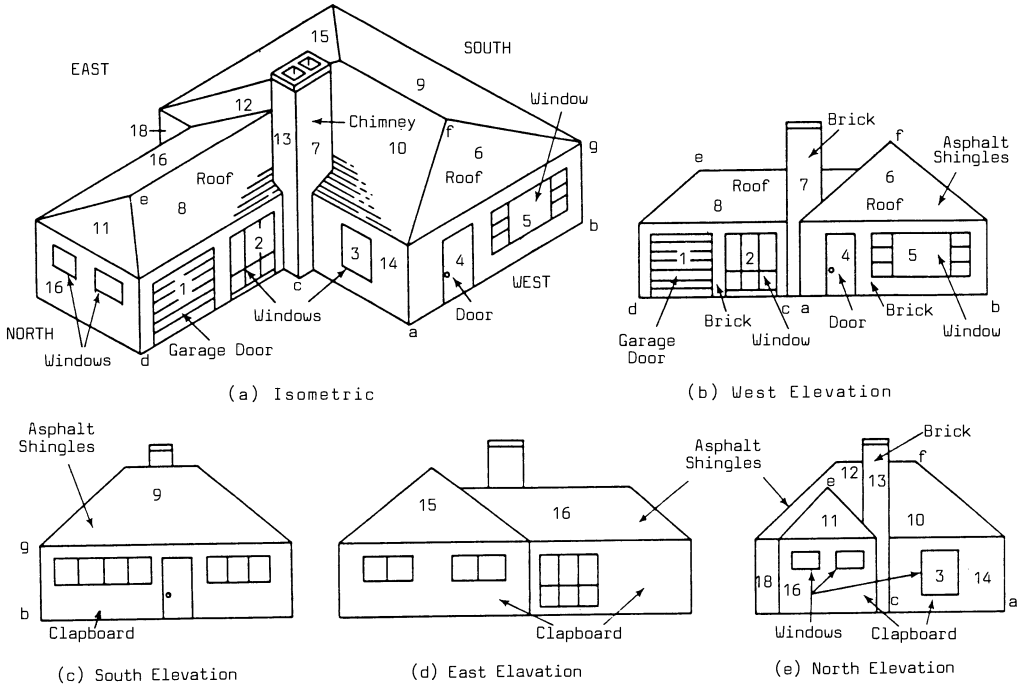 EAST
15
SOUTH
9
Window
12
Chimney
18
13
7
10
f
6
g
16
Roof
Roof
e
8
11
2
5
b
16
1
3
14
4
c
WEST
NORTH
Windows
Door
a
Windows
Garage Door
d
(a) Isometric
Brick
f
Asphalt
Shingles
e
7
6
Roof
8
Roof
1
2
4
5
d
c
a
b
Garage
Door
Brick
Window
Door
Brick
Window
(b) West Elevation
Asphalt
Shingles
9
g
b
Clapboard
(c) South Elevation
Asphalt
Shingles
15
16
Clapboard
(d) East Elavation
Brick
f
12
13
e
11
10
18
16
3
14
c
a
Windows
Clapboard
(e) North Elevation